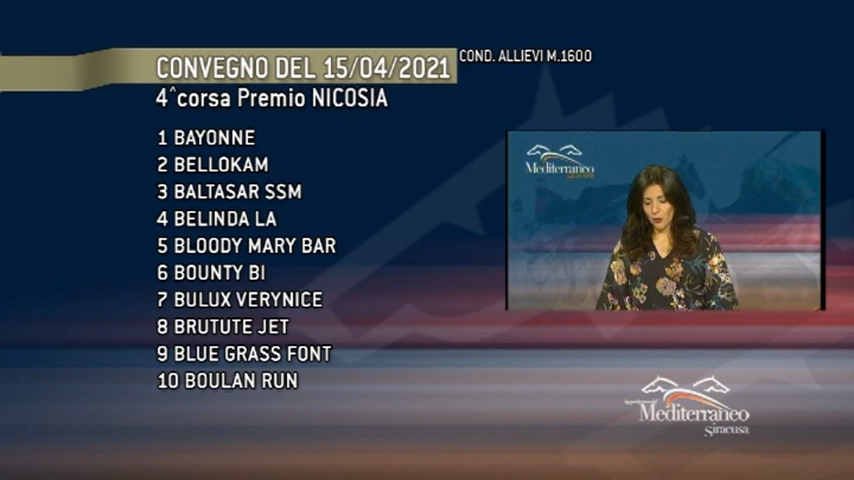 CONVEGNO DEL 15/04/2021 COND. ALLIEVI M.1600
4^corsa Premio NICOSIA
1 BAYONNE
2 BELLOKAM
3 BALTASAR SSM
4 BELINDA LA
5 BLOODY MARY BAR
6 BOUNTY BI
7 BULUX VERYNICE
8 BRUTUTE JET
9 BLUE GRASS FONT
10 BOULAN RUN
Mediterraneo
Mediterraneo
Siracusa